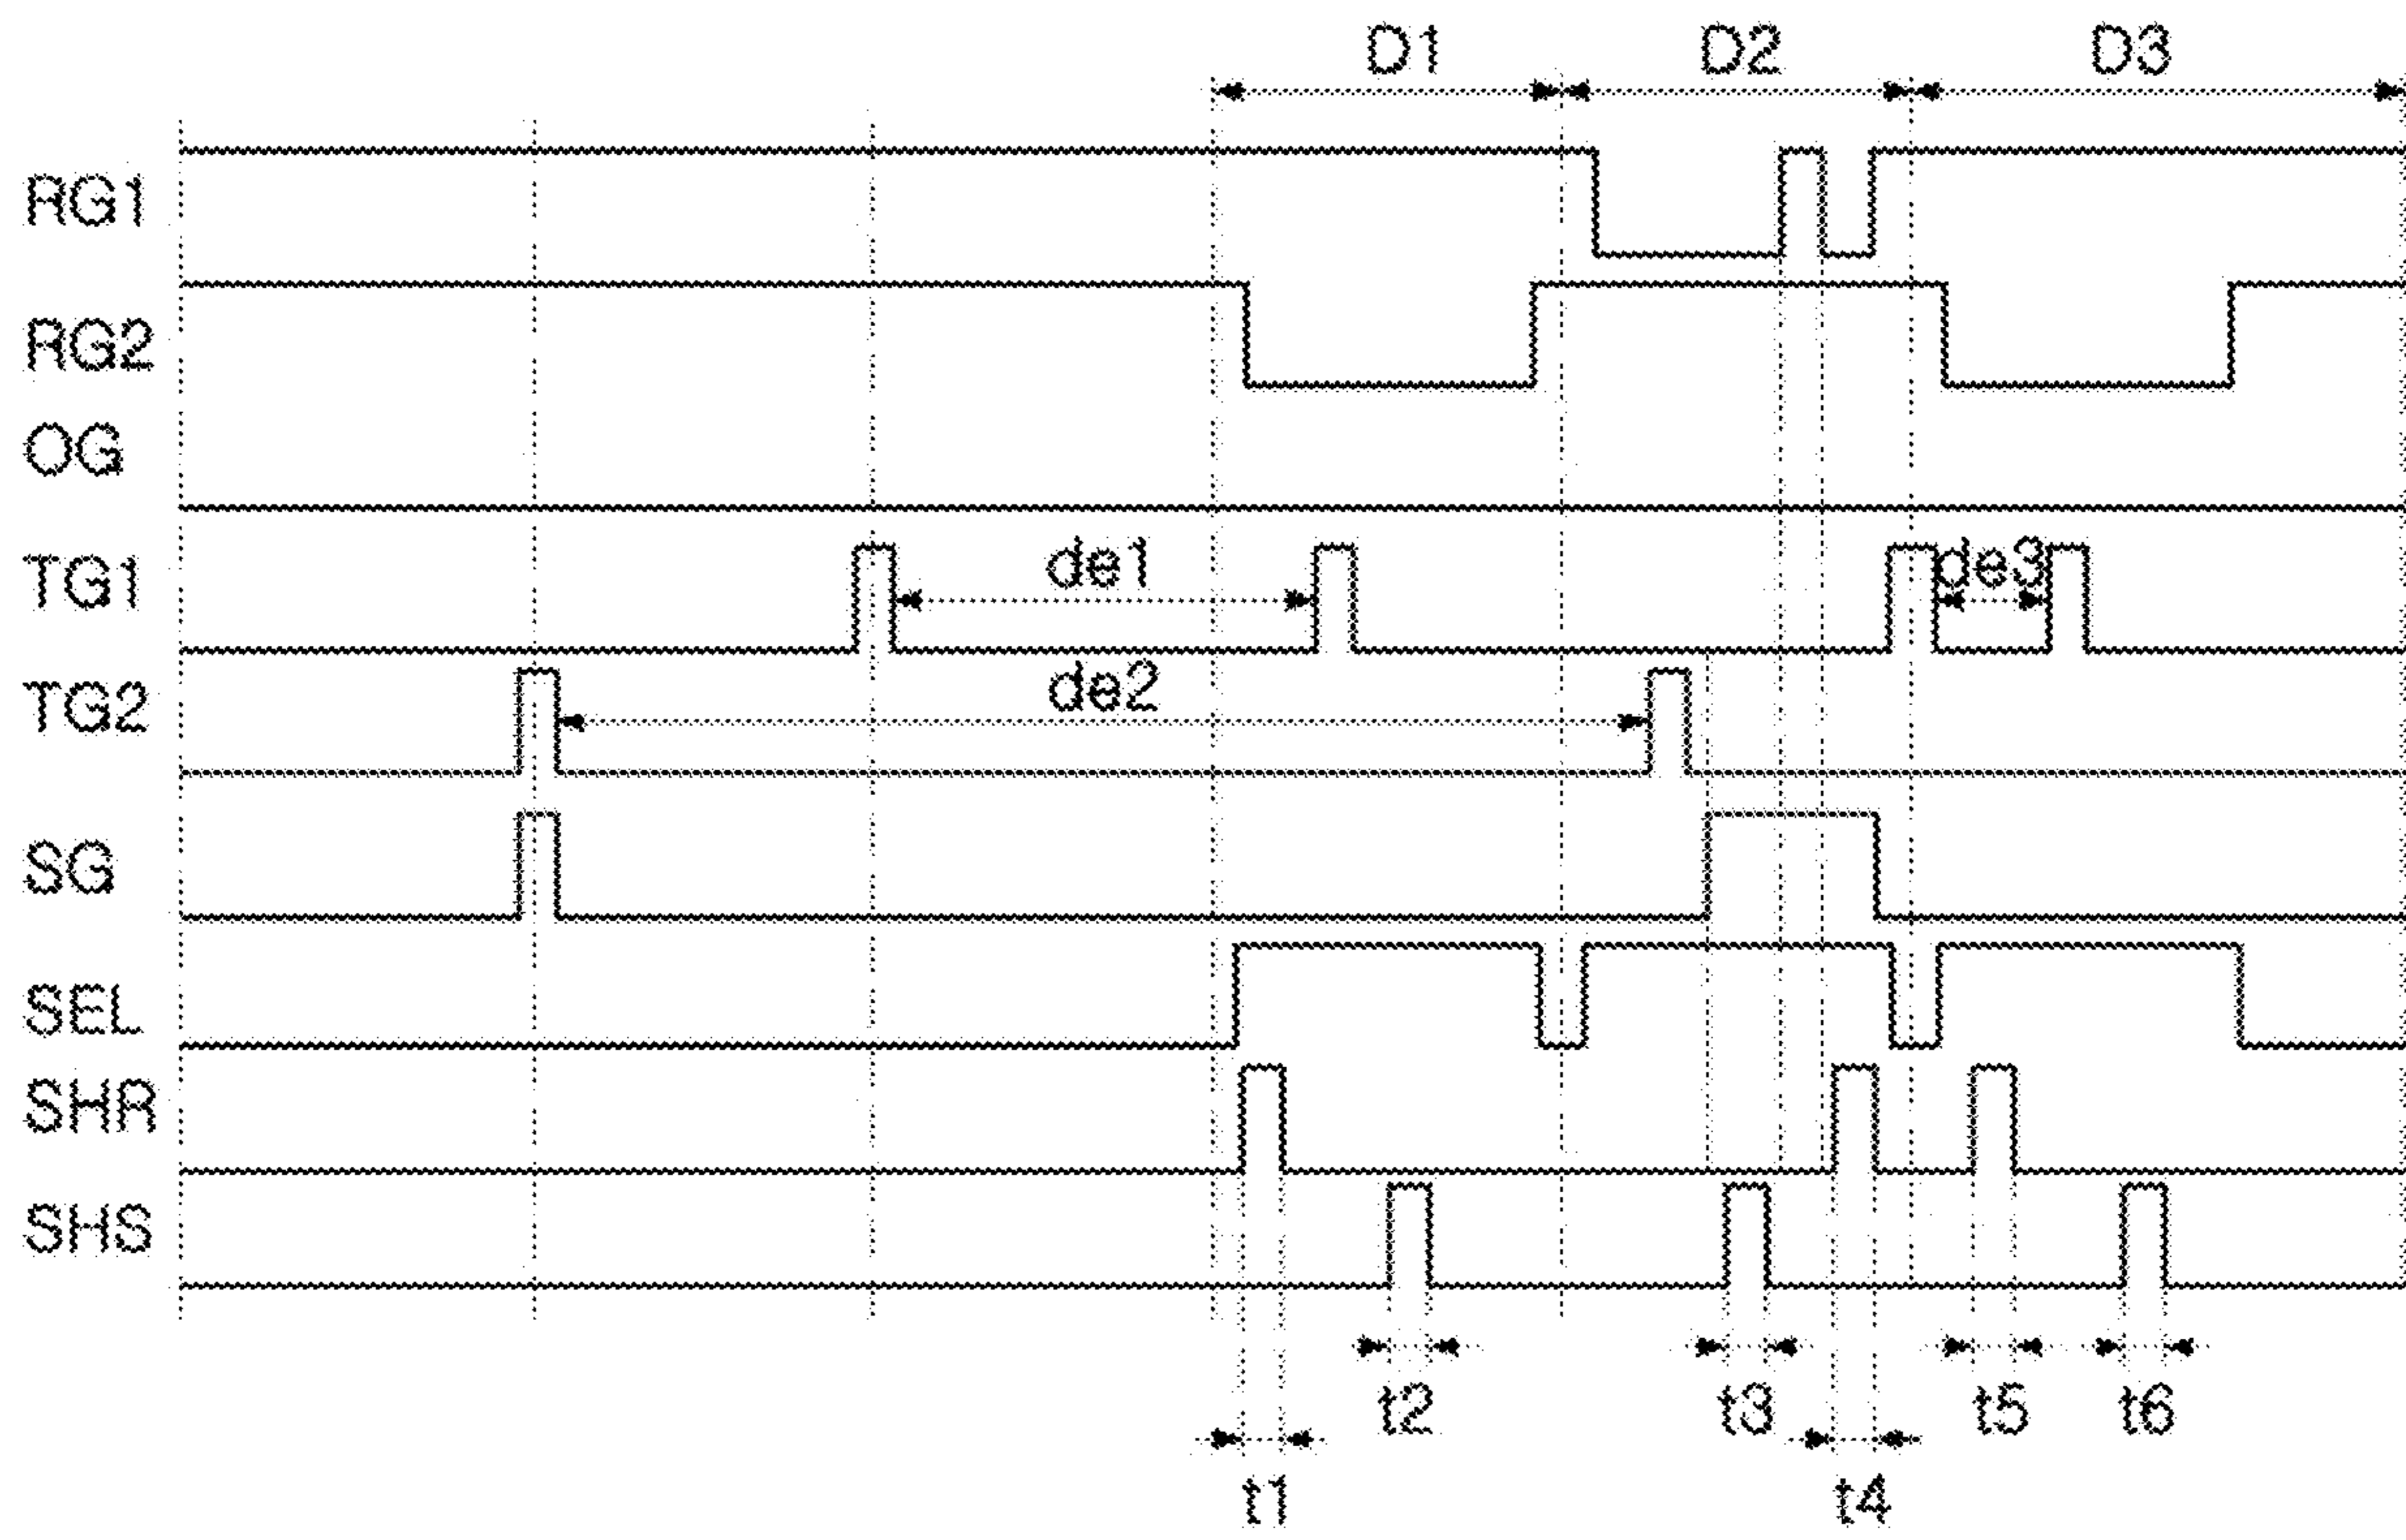 D1 D2 D3
RG1
RG2
OG
TG1 de1 de3
TG2 de2
SG
SEL
SHR
SHS
t2 t3 t5 t6
t1 t4